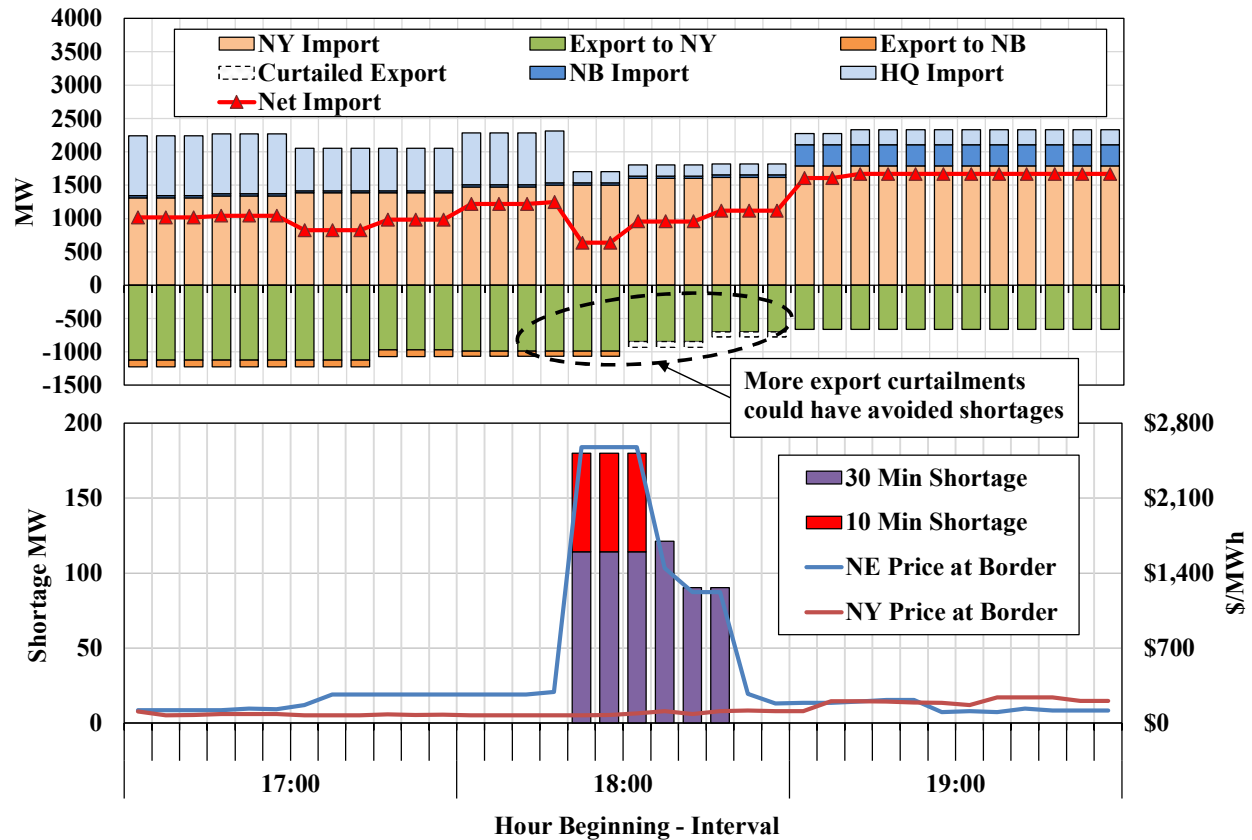 4000
3500
3000
2500
2000
1500
1000
500
0
-500
-1000
-1500
MW
NY Import
Export to NY
Export to NB
Curtailed Export
NB Import
HQ Import
Net Import
More export curtailments
could have avoided shortages
200
150
100
50
0
Shortage MW
$2,800
$2,100
$1,400
$700
$0
$/MWh
30 Min Shortage
10 Min Shortage
NE Price at Border
NY Price at Border
17:00
18:00
19:00
Hour Beginning - Interval